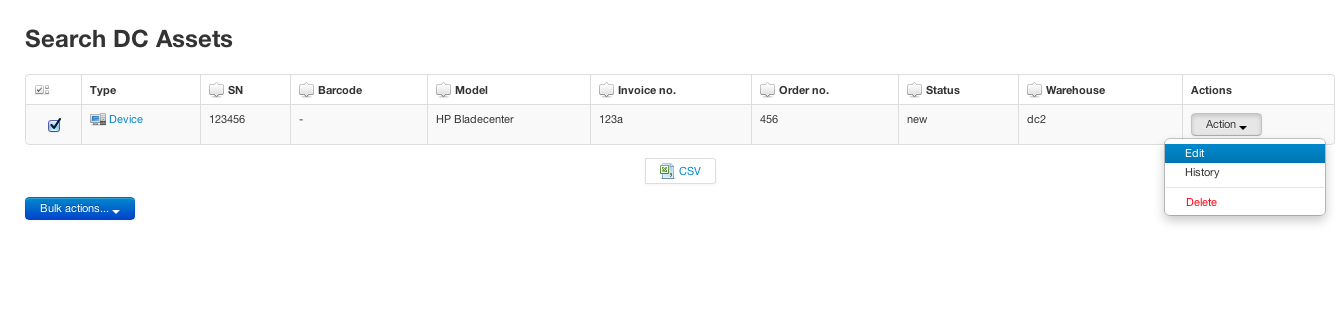 Search DC Assets
Type SN Barcode Model Invoice no. Order no. Status Warehouse Actions
Device 123456 - HP Bladecenter 123a 456 new dc2 Action
Edit
History
Delete
CSV
Bulk actions...